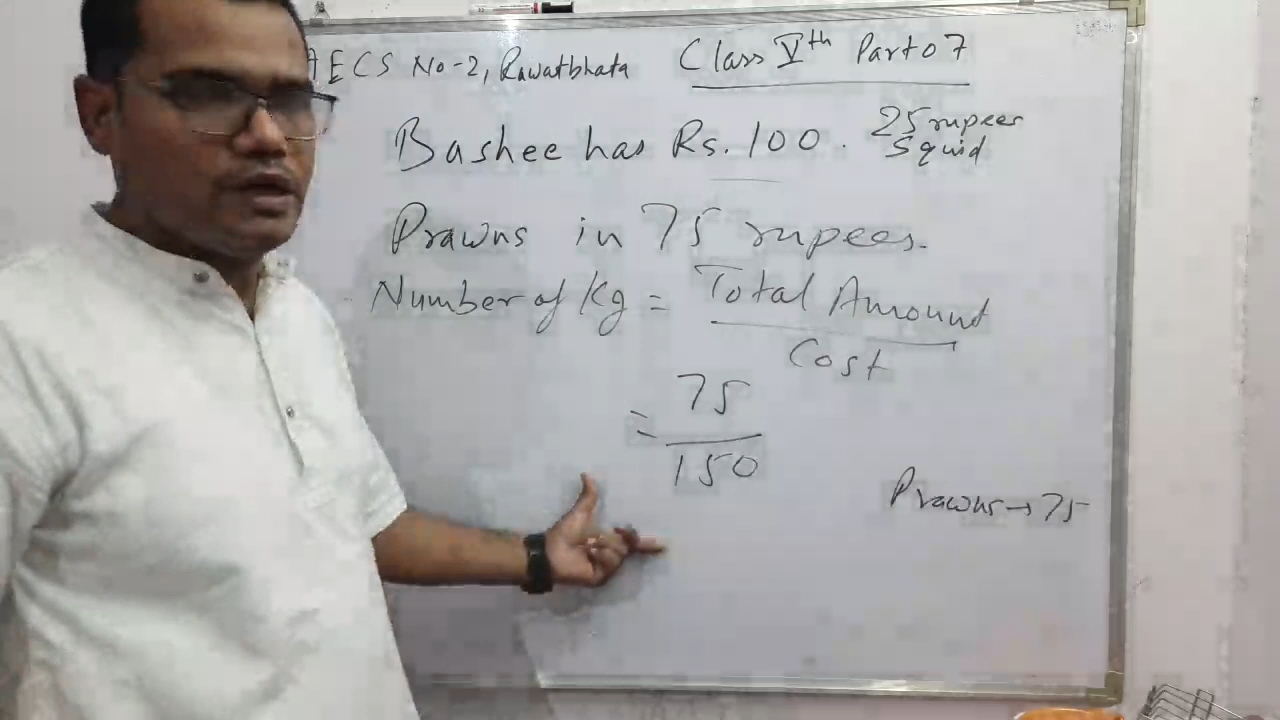 AECS No-2, Rawatbhata Class Vth Part 07
Bashee has Rs. 100. 25 rupees
squid
Prawns in 75 rupees.
Number of Kg = Total Amount
Cost
= 75
150
Prawns → 75